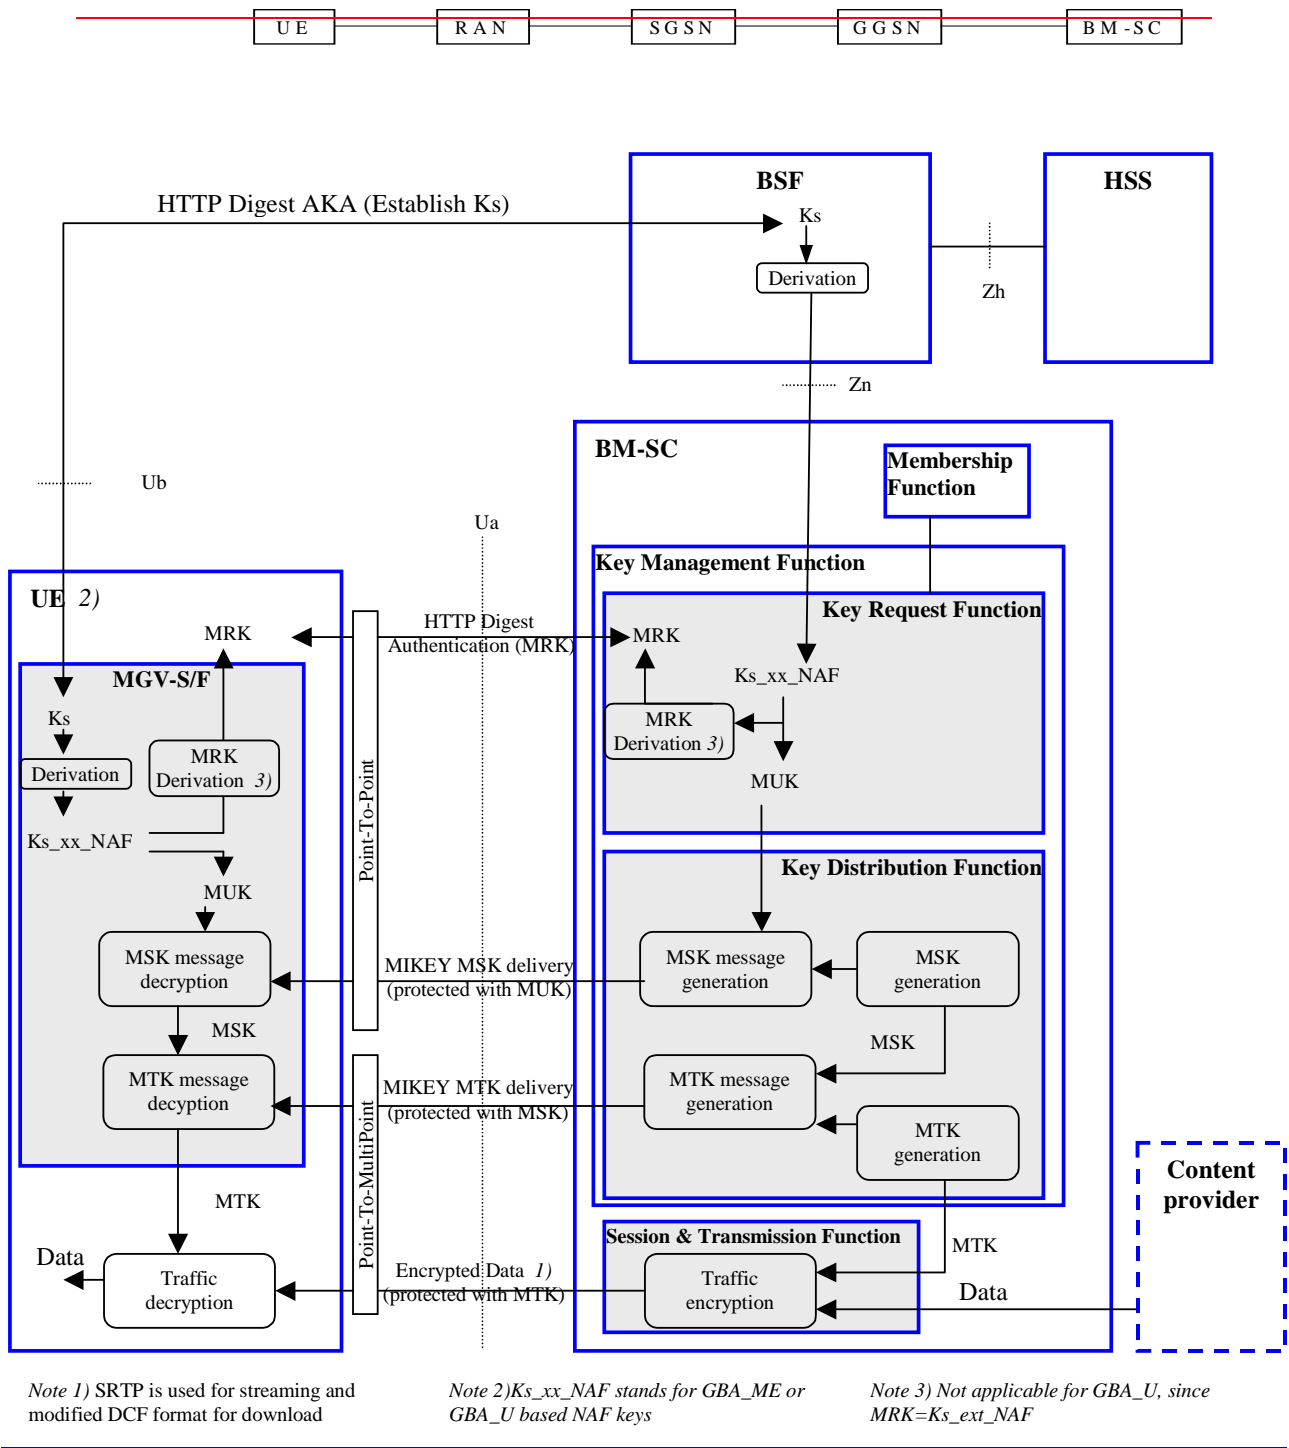 UE RAN SGSN GGSN BM-SC
BSF
HSS
HTTP Digest AKA (Establish Ks)
Ks
Derivation
Zh
Zn
BM-SC
Membership
Function
Ub
Ua
Key Management Function
UE 2)
Key Request Function
MRK
HTTP Digest
Authentication (MRK)
MRK
MGV-S/F
Ks_xx_NAF
Ks
MRK
Derivation 3)
MRK
Derivation 3)
Derivation
MUK
Point-To-Point
Ks_xx_NAF
MUK
Key Distribution Function
MSK message
decryption
MIKEY MSK delivery
(protected with MUK)
MSK message
generation
MSK
generation
MSK
MSK
MTK message
decyption
MIKEY MTK delivery
(protected with MSK)
MTK message
generation
MTK
generation
Point-To-MultiPoint
Content
provider
MTK
Session & Transmission Function
MTK
Data
Traffic
decryption
Encrypted Data 1)
(protected with MTK)
Traffic
encryption
Data
Note 1) SRTP is used for streaming and
modified DCF format for download
Note 2)Ks_xx_NAF stands for GBA_ME or
GBA_U based NAF keys
Note 3) Not applicable for GBA_U, since
MRK=Ks_ext_NAF